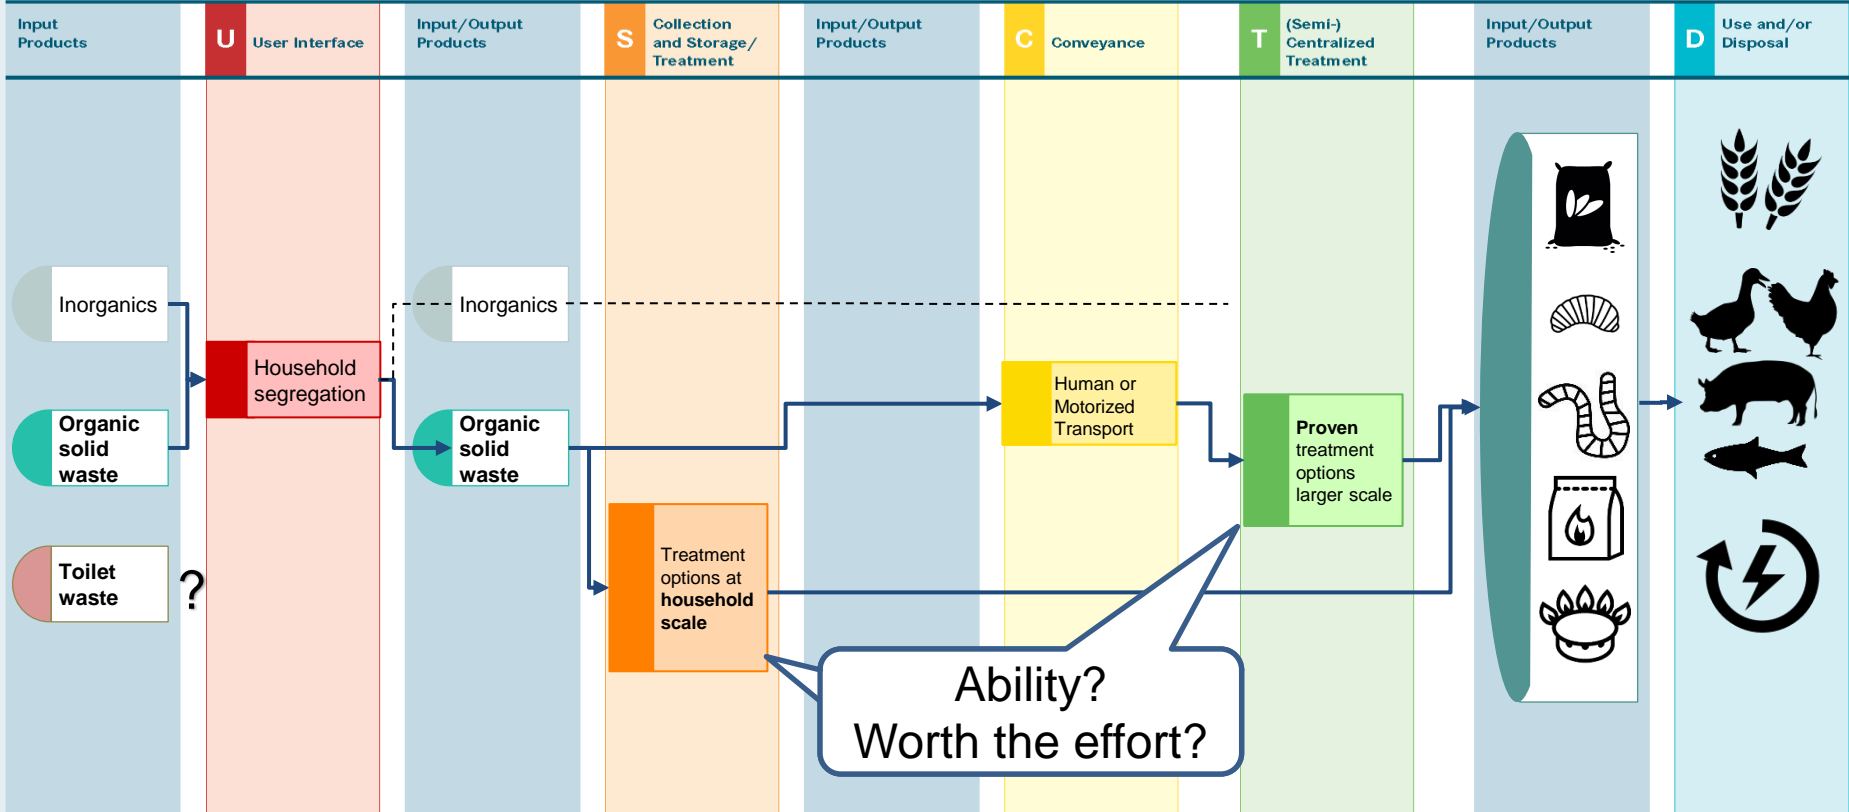 Input
Products
U
User Interface
Input/Output
Products
S
Collection
and Storage/
Treatment
Input/Output
Products
C
Conveyance
T
(Semi-)
Centralized
Treatment
Input/Output
Products
D
Use and/or
Disposal
Inorganics
Organic
solid
waste
Toilet
waste
?
Household
segregation
Inorganics
Organic
solid
waste
Treatment
options at
household
scale
Human or
Motorized
Transport
Proven
treatment
options
larger scale
Ability?
Worth the effort?